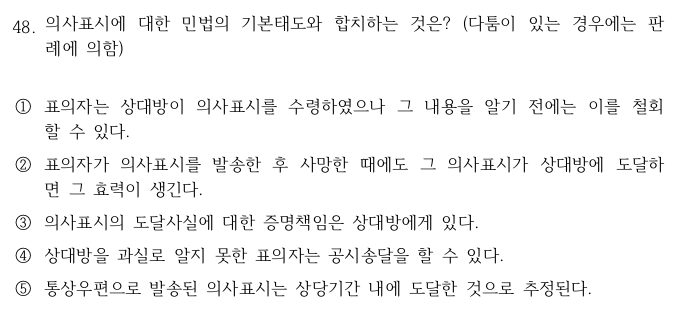 48. 의사표시에 대한 민법의 기본태도와 합치하는 것은? (다툼이 있는 경우에는 판
례에 의함)
① 표의자는 상대방이 의사표시를 수령하였으나 그 내용을 알기 전에는 이를 철회
할 수 있다.
② 표의자가 의사표시를 발송한 후 사망한 때에도 그 의사표시가 상대방에 도달하
면 그 효력이 생긴다.
③ 의사표시의 도달사실에 대한 증명책임은 상대방에게 있다.
④ 상대방을 과실로 알지 못한 표의자는 공시송달을 할 수 있다.
⑤ 통상우편으로 발송된 의사표시는 상당기간 내에 도달한 것으로 추정된다.